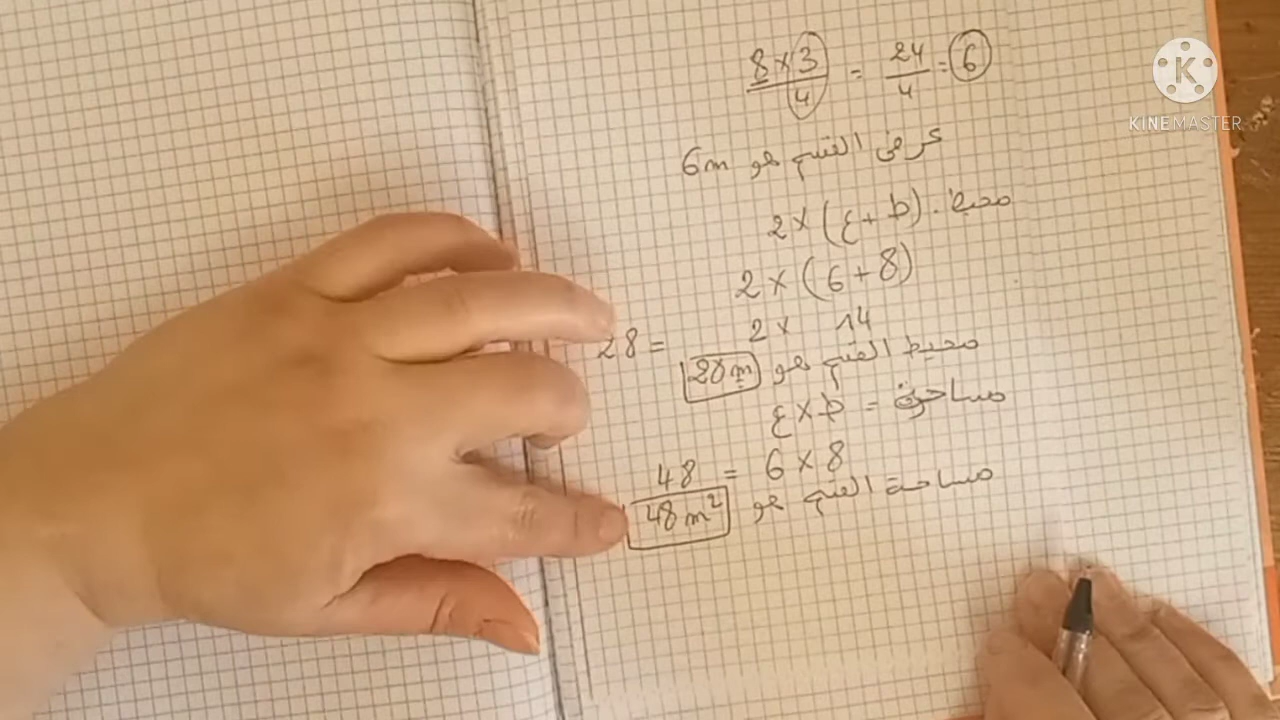 8 × 3 / 4 = 24 / 4 = 6
عرض القسم هو 6m
محيط. 2 × (ع + ط)
2 × (6 + 8)
28 = 2 × 14
محيط القسم هو 28m
مساحة = ع × ط
48 = 6 × 8
مساحة القسم هو 48m²
K
KINEMASTER